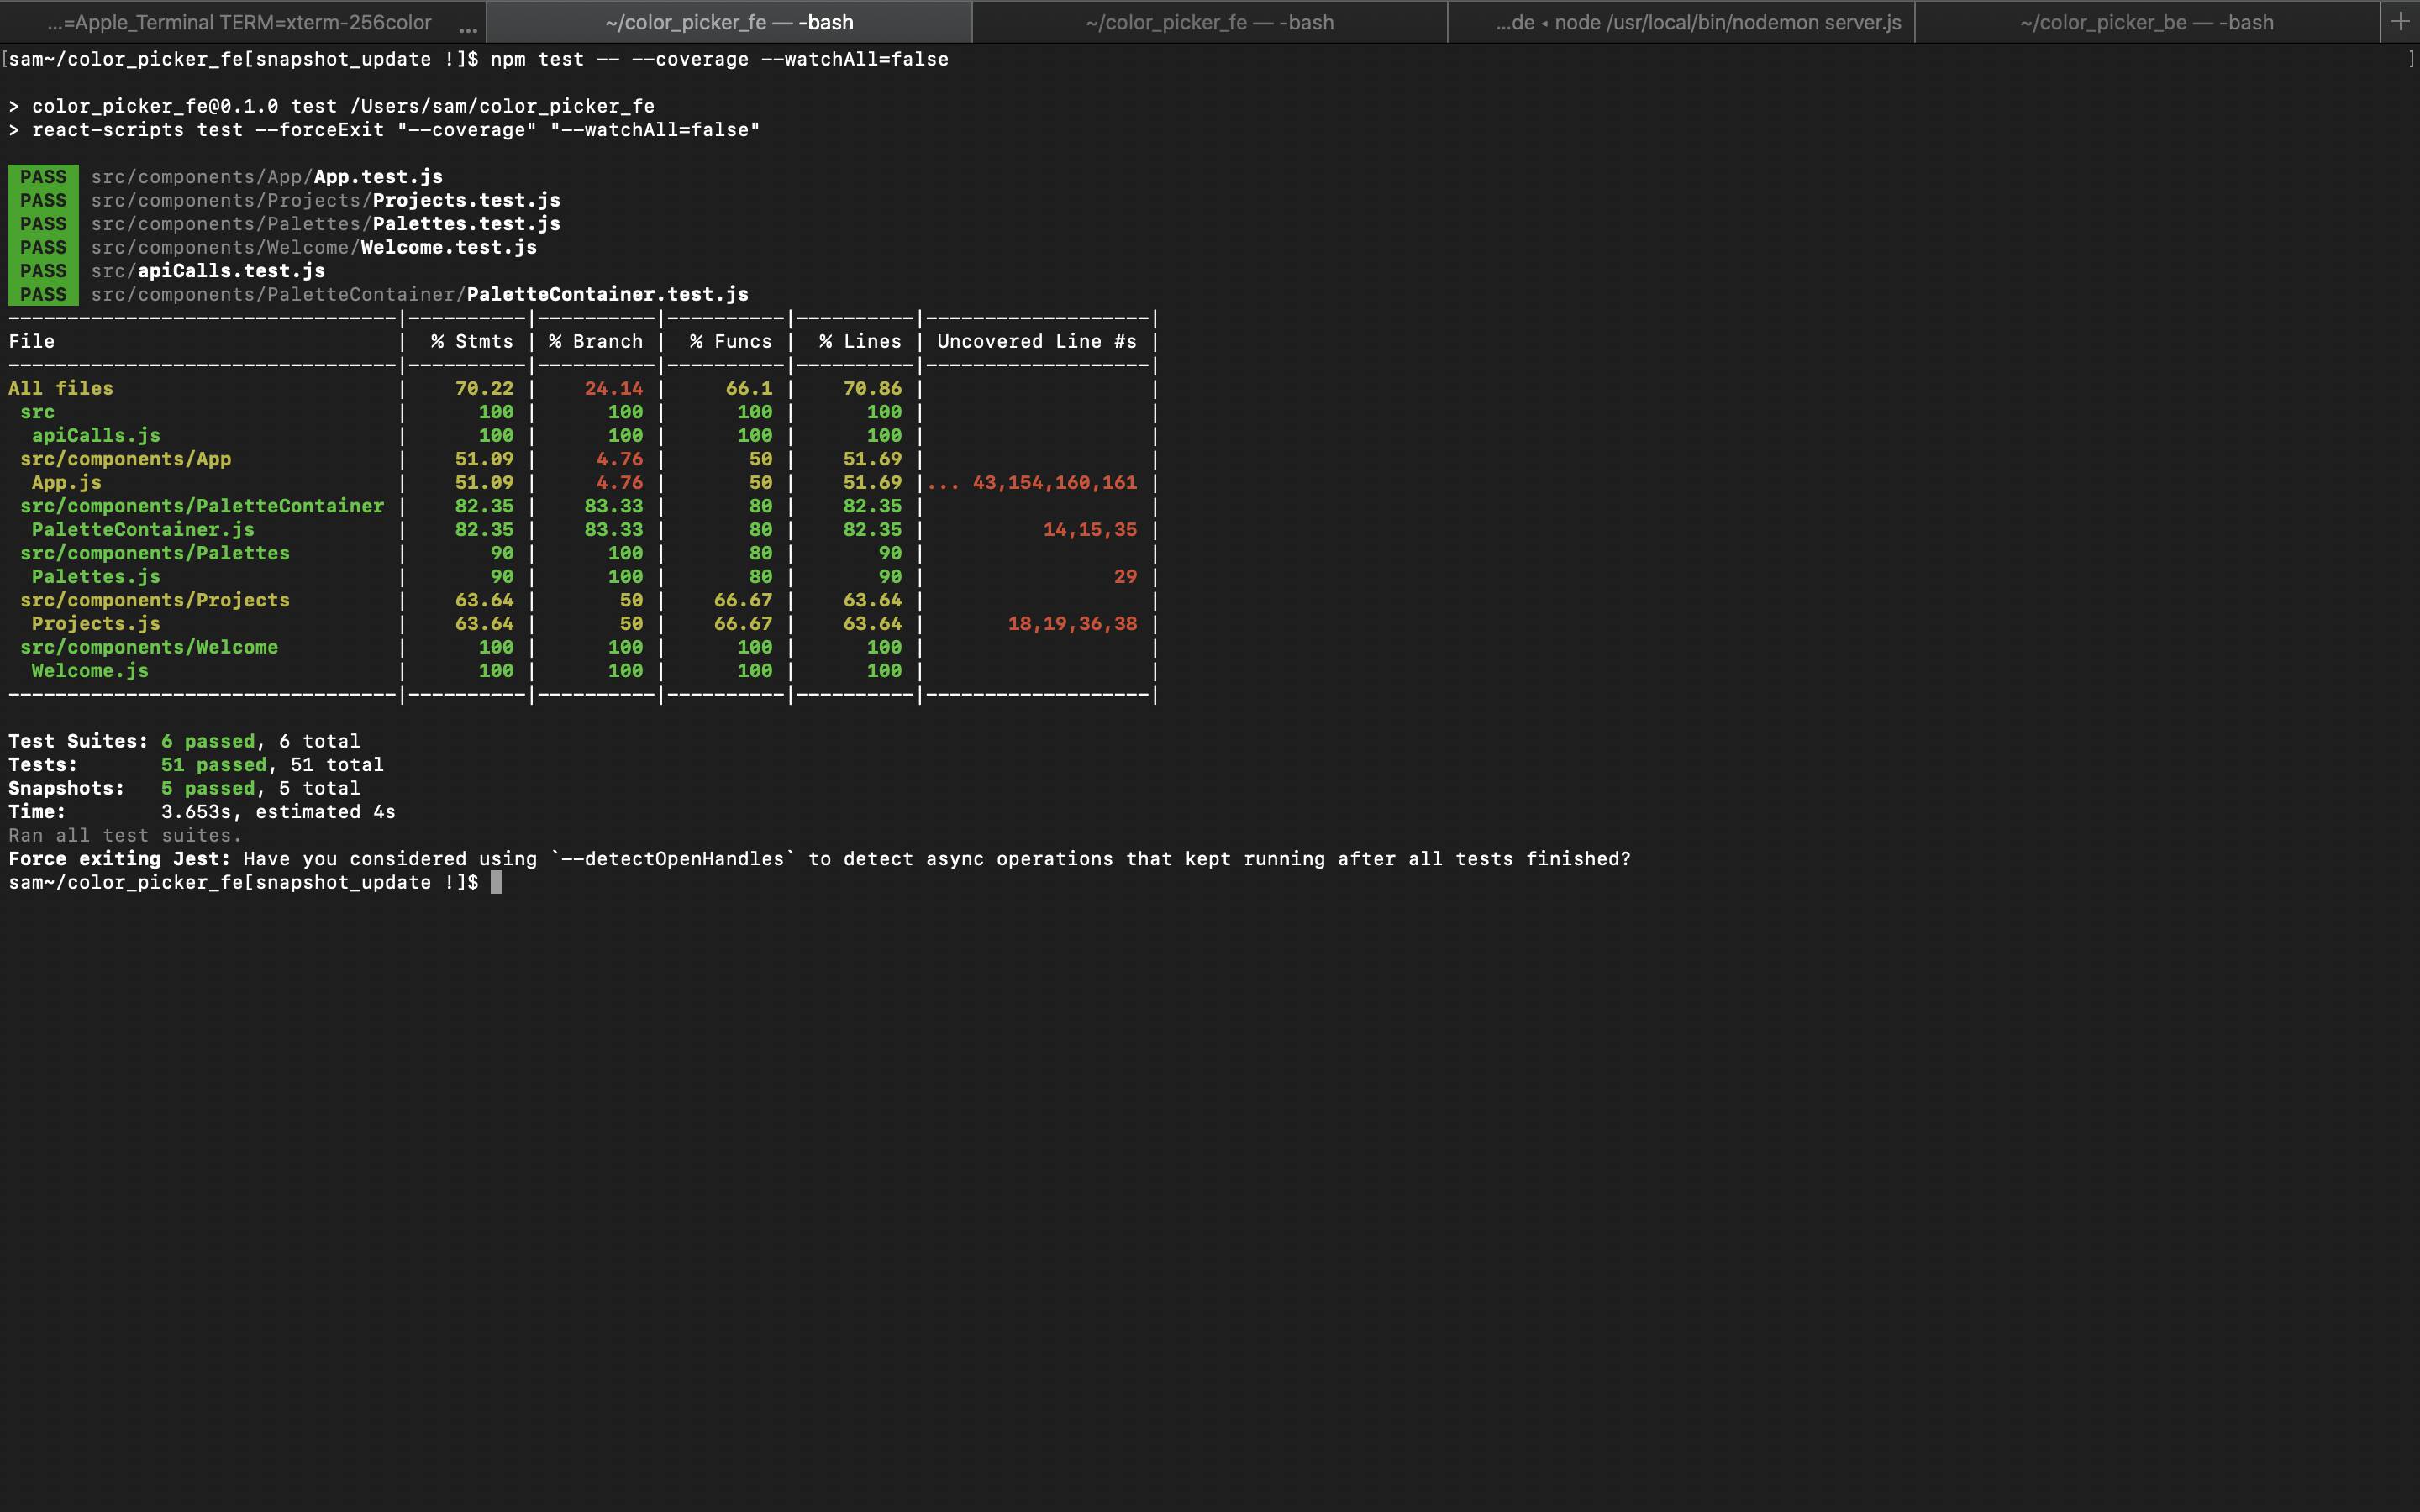 ...=Apple_Terminal TERM=xterm-256color ... ~/color_picker_fe — -bash ~/color_picker_fe — -bash ...de ◂ node /usr/local/bin/nodemon server.js ~/color_picker_be — -bash +
[sam~/color_picker_fe[snapshot_update !]$ npm test -- --coverage --watchAll=false ]
> color_picker_fe@0.1.0 test /Users/sam/color_picker_fe
> react-scripts test --forceExit "--coverage" "--watchAll=false"
PASS src/components/App/App.test.js
PASS src/components/Projects/Projects.test.js
PASS src/components/Palettes/Palettes.test.js
PASS src/components/Welcome/Welcome.test.js
PASS src/apiCalls.test.js
PASS src/components/PaletteContainer/PaletteContainer.test.js
---------------------------------|----------|----------|----------|----------|-------------------|
File | % Stmts | % Branch | % Funcs | % Lines | Uncovered Line #s |
---------------------------------|----------|----------|----------|----------|-------------------|
All files | 70.22 | 24.14 | 66.1 | 70.86 | |
src | 100 | 100 | 100 | 100 | |
apiCalls.js | 100 | 100 | 100 | 100 | |
src/components/App | 51.09 | 4.76 | 50 | 51.69 | |
App.js | 51.09 | 4.76 | 50 | 51.69 |... 43,154,160,161 |
src/components/PaletteContainer | 82.35 | 83.33 | 80 | 82.35 | |
PaletteContainer.js | 82.35 | 83.33 | 80 | 82.35 | 14,15,35 |
src/components/Palettes | 90 | 100 | 80 | 90 | |
Palettes.js | 90 | 100 | 80 | 90 | 29 |
src/components/Projects | 63.64 | 50 | 66.67 | 63.64 | |
Projects.js | 63.64 | 50 | 66.67 | 63.64 | 18,19,36,38 |
src/components/Welcome | 100 | 100 | 100 | 100 | |
Welcome.js | 100 | 100 | 100 | 100 | |
---------------------------------|----------|----------|----------|----------|-------------------|
Test Suites: 6 passed, 6 total
Tests: 51 passed, 51 total
Snapshots: 5 passed, 5 total
Time: 3.653s, estimated 4s
Ran all test suites.
Force exiting Jest: Have you considered using `--detectOpenHandles` to detect async operations that kept running after all tests finished?
sam~/color_picker_fe[snapshot_update !]$